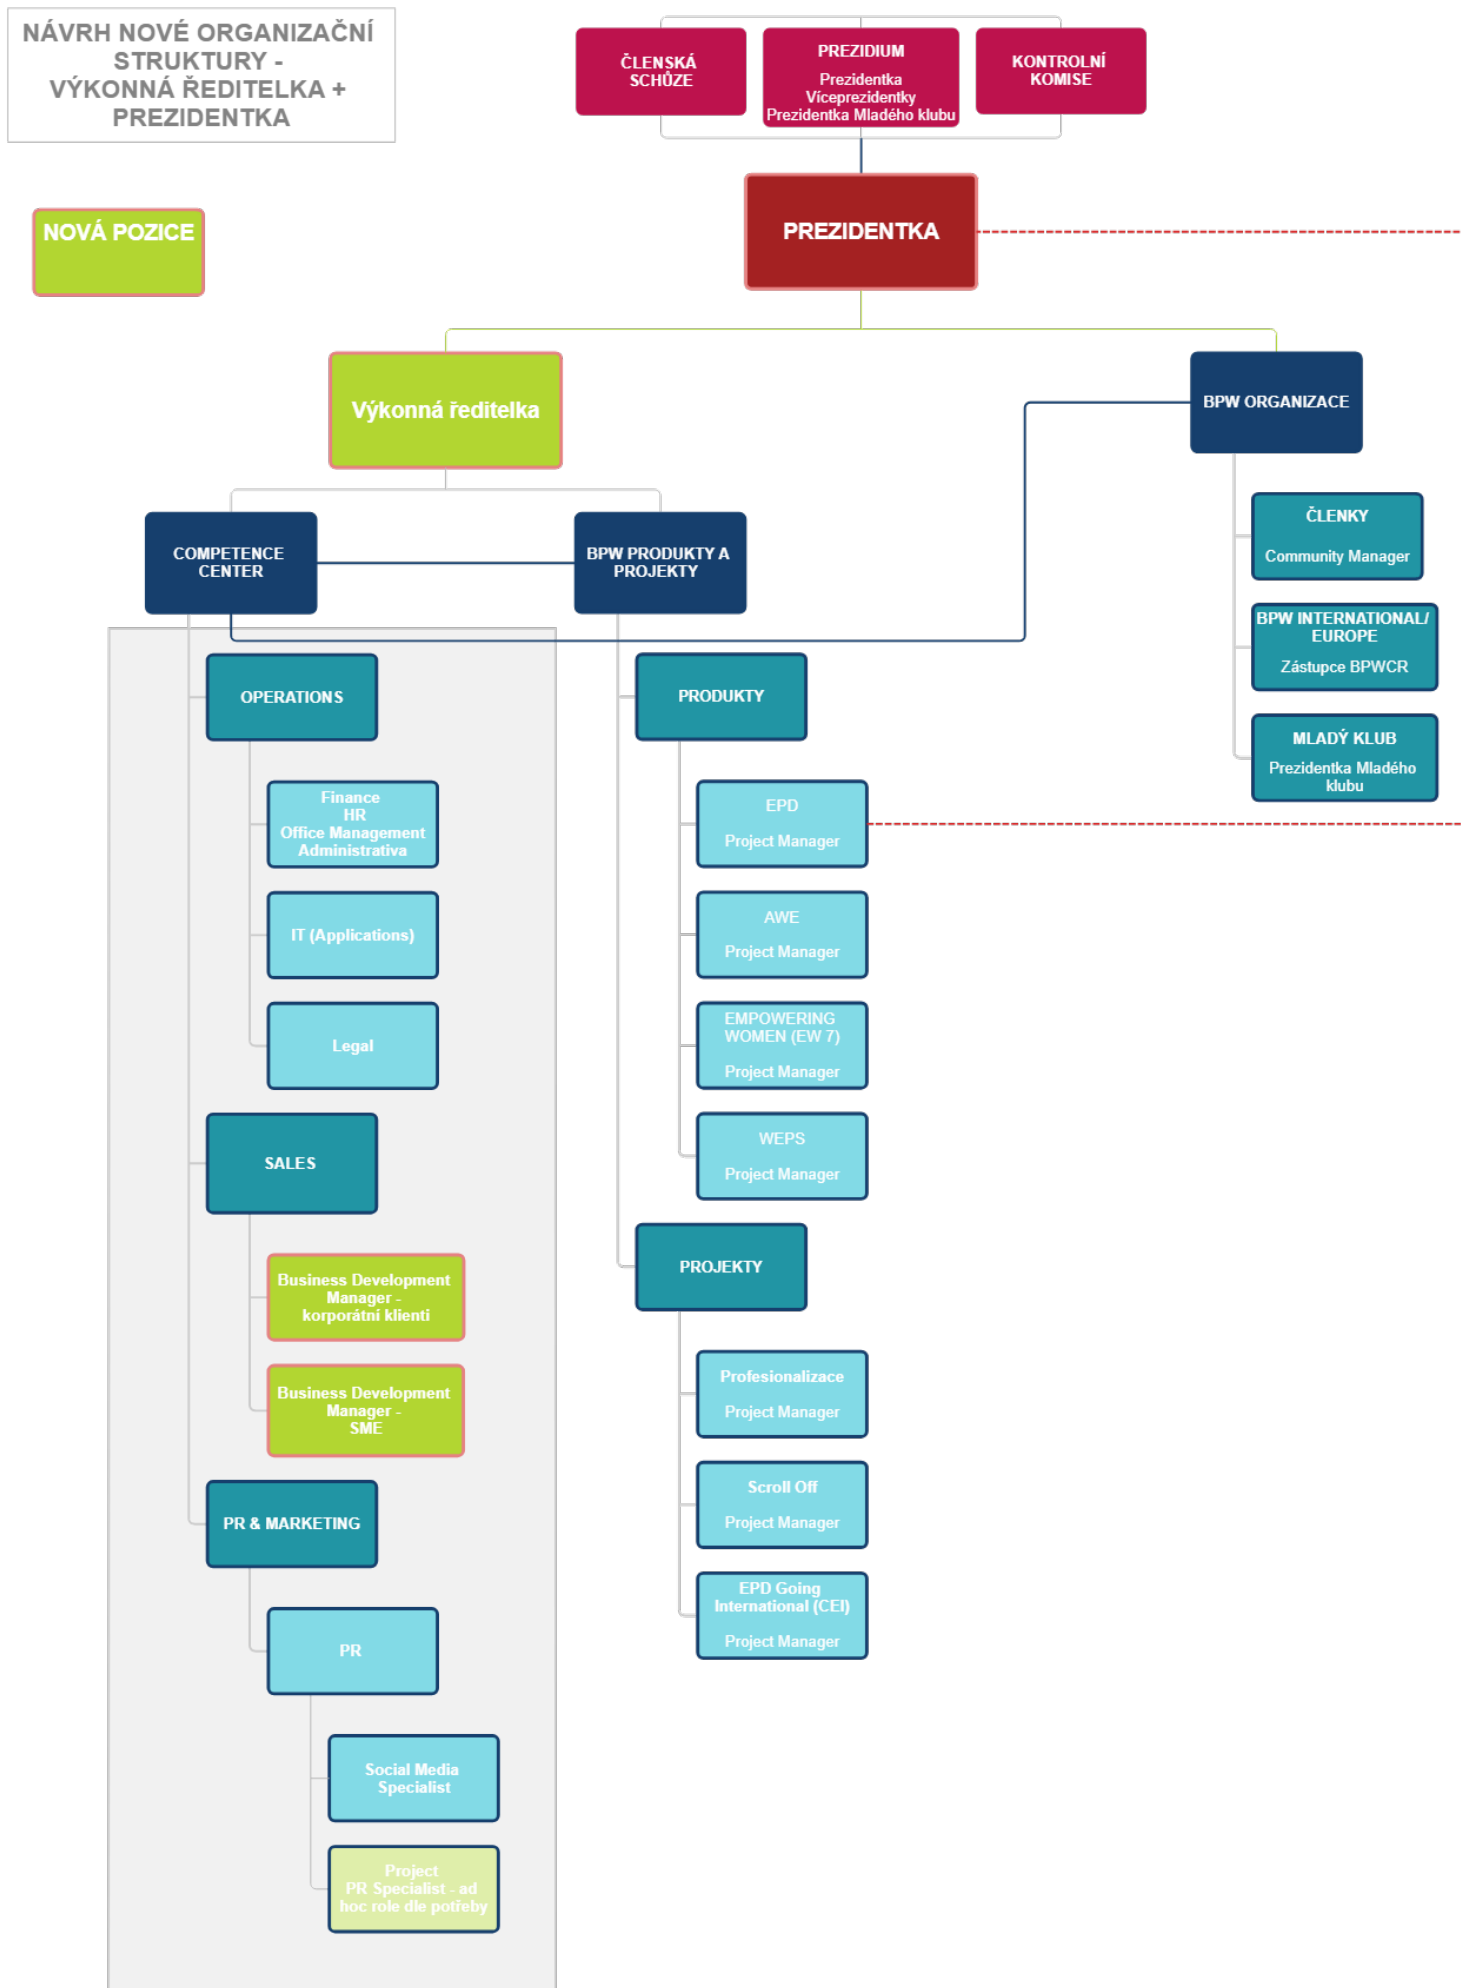 NÁVRH NOVÉ ORGANIZAČNÍ
STRUKTURY -
VÝKONNÁ ŘEDITELKA +
PREZIDENTKA
ČLENSKÁ
SCHŮZE
PREZIDIUM
Prezidentka
Víceprezidentky
Prezidentka Mladého klubu
KONTROLNÍ
KOMISE
NOVÁ POZICE
PREZIDENTKA
Výkonná ředitelka
BPW ORGANIZACE
ČLENKY
Community Manager
BPW INTERNATIONAL/
EUROPE
Zástupce BPWCR
MLADÝ KLUB
Prezidentka Mladého
klubu
COMPETENCE
CENTER
BPW PRODUKTY A
PROJEKTY
OPERATIONS
Finance
HR
Office Management
Administrativa
IT (Applications)
Legal
SALES
Business Development
Manager -
korporátní klienti
Business Development
Manager -
SME
PR & MARKETING
PR
Social Media
Specialist
Project
PR Specialist - ad
hoc role dle potřeby
PRODUKTY
EPD
Project Manager
AWE
Project Manager
EMPOWERING
WOMEN (EW 7)
Project Manager
WEPS
Project Manager
PROJEKTY
Profesionalizace
Project Manager
Scroll Off
Project Manager
EPD Going
International (CEI)
Project Manager